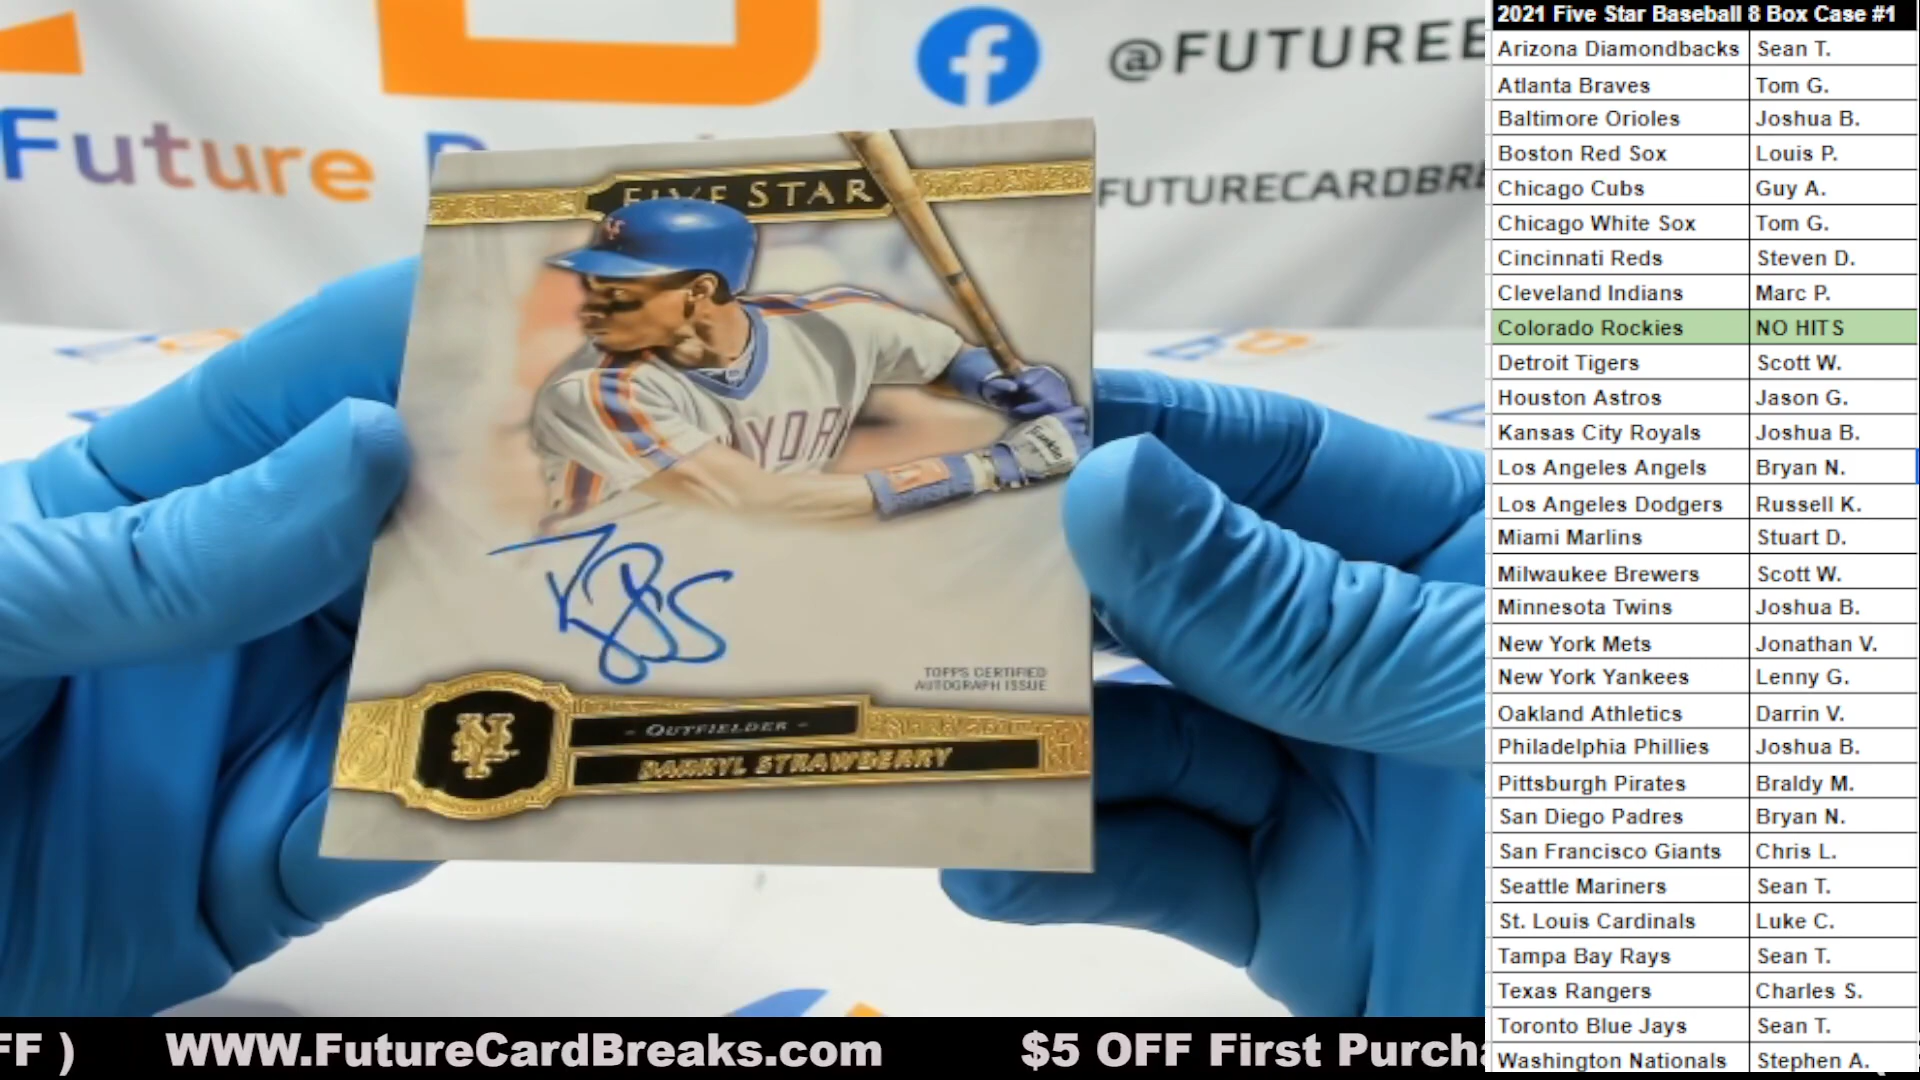 @FUTUREB
Future
FUTURECARDBRE
FIVE STAR
YORK
Franklin
TOPPS CERTIFIED
AUTOGRAPH ISSUE
NY
- OUTFIELDER -
DARRYL STRAWBERRY
FF ) WWW.FutureCardBreaks.com $5 OFF First Purcha
2021 Five Star Baseball 8 Box Case #1
Arizona Diamondbacks Sean T.
Atlanta Braves Tom G.
Baltimore Orioles Joshua B.
Boston Red Sox Louis P.
Chicago Cubs Guy A.
Chicago White Sox Tom G.
Cincinnati Reds Steven D.
Cleveland Indians Marc P.
Colorado Rockies NO HITS
Detroit Tigers Scott W.
Houston Astros Jason G.
Kansas City Royals Joshua B.
Los Angeles Angels Bryan N.
Los Angeles Dodgers Russell K.
Miami Marlins Stuart D.
Milwaukee Brewers Scott W.
Minnesota Twins Joshua B.
New York Mets Jonathan V.
New York Yankees Lenny G.
Oakland Athletics Darrin V.
Philadelphia Phillies Joshua B.
Pittsburgh Pirates Braldy M.
San Diego Padres Bryan N.
San Francisco Giants Chris L.
Seattle Mariners Sean T.
St. Louis Cardinals Luke C.
Tampa Bay Rays Sean T.
Texas Rangers Charles S.
Toronto Blue Jays Sean T.
Washington Nationals Stephen A.